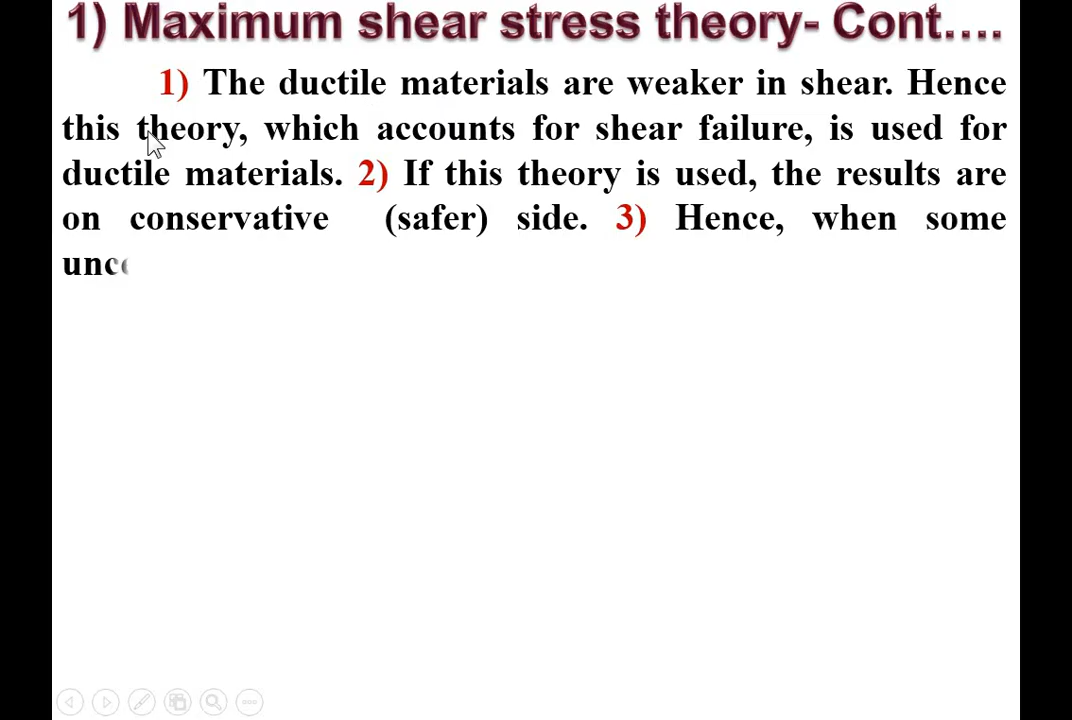 1) Maximum shear stress theory- Cont....
1) The ductile materials are weaker in shear. Hence
this theory, which accounts for shear failure, is used for
ductile materials. 2) If this theory is used, the results are
on conservative (safer) side. 3) Hence, when some